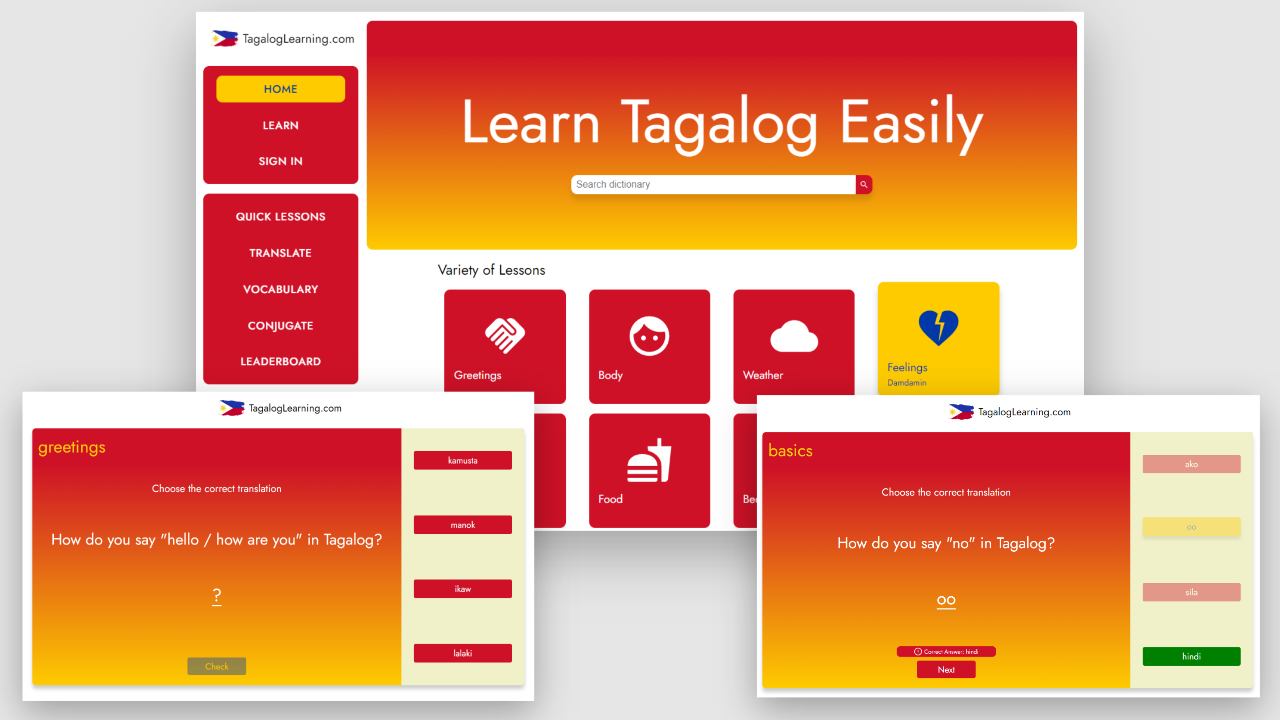 TagalogLearning.com
HOME
LEARN
SIGN IN
QUICK LESSONS
TRANSLATE
VOCABULARY
CONJUGATE
LEADERBOARD
Learn Tagalog Easily
Search dictionary
Variety of Lessons
Greetings
Body
Weather
Feelings
Damdamin
Food
TagalogLearning.com
greetings
Choose the correct translation
How do you say "hello / how are you" in Tagalog?
?
Check
kamusta
manok
ikaw
lalaki
TagalogLearning.com
basics
Choose the correct translation
How do you say "no" in Tagalog?
oo
Correct Answer: hindi
Next
ako
oo
sila
hindi